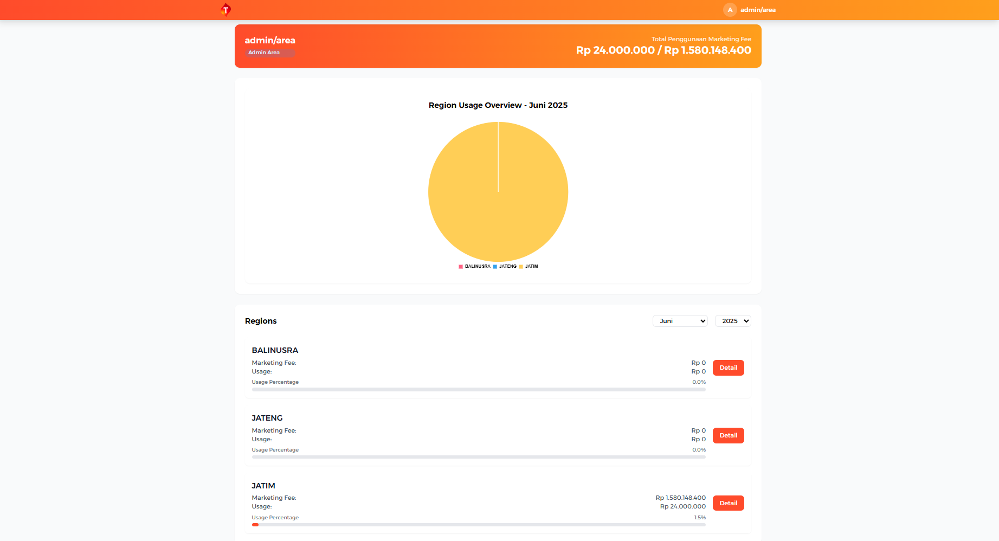 T
A admin/area
admin/area
Admin Area
Total Penggunaan Marketing Fee
Rp 24.000.000 / Rp 1.580.148.400
Region Usage Overview - Juni 2025
BALINUSRA JATENG JATIM
Regions
Juni 2025
BALINUSRA
Marketing Fee: Rp 0
Usage: Rp 0
Usage Percentage 0.0%
Detail
JATENG
Marketing Fee: Rp 0
Usage: Rp 0
Usage Percentage 0.0%
Detail
JATIM
Marketing Fee: Rp 1.580.148.400
Usage: Rp 24.000.000
Usage Percentage 1.5%
Detail